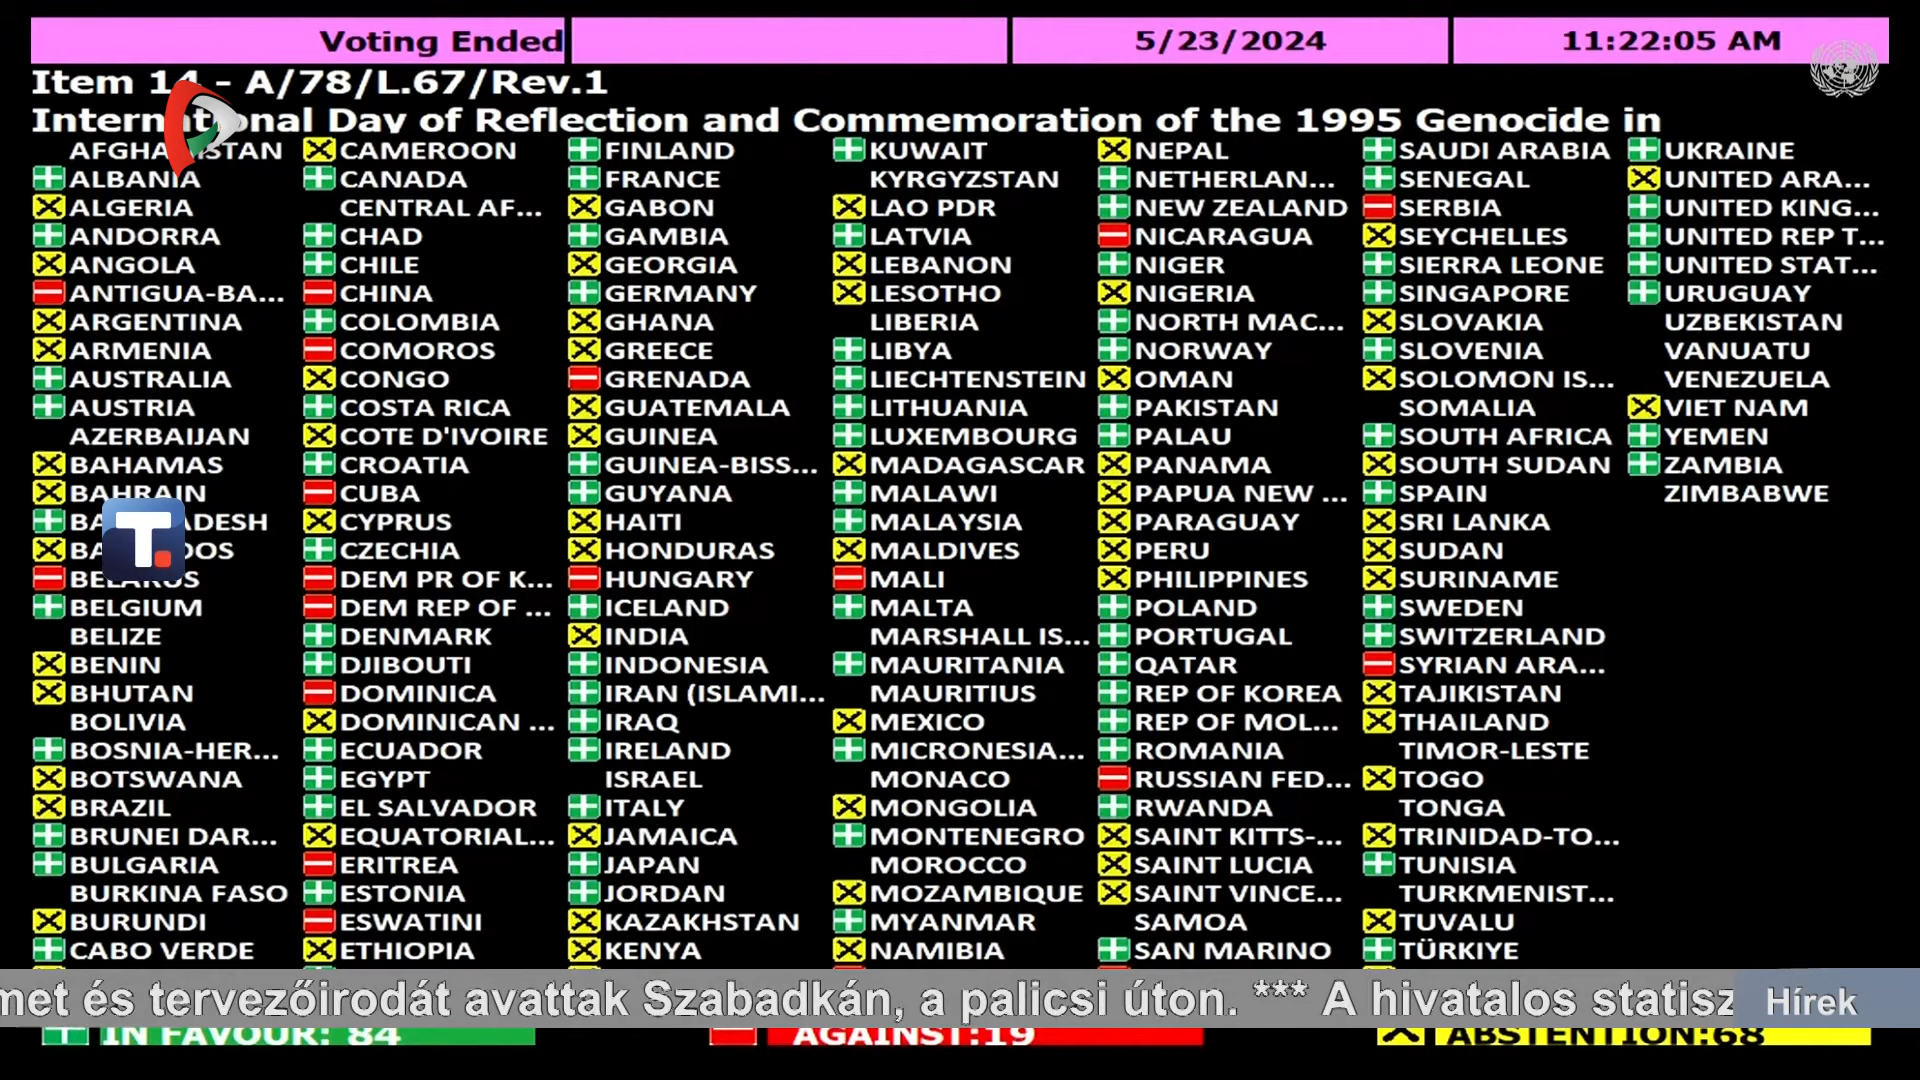 Voting Ended 5/23/2024 11:22:05 AM
Item 14 - A/78/L.67/Rev.1
International Day of Reflection and Commemoration of the 1995 Genocide in
AFGHANISTAN
ALBANIA
ALGERIA
ANDORRA
ANGOLA
ANTIGUA-BA...
ARGENTINA
ARMENIA
AUSTRALIA
AUSTRIA
AZERBAIJAN
BAHAMAS
BAHRAIN
BANGLADESH
BARBADOS
BELARUS
BELGIUM
BELIZE
BENIN
BHUTAN
BOLIVIA
BOSNIA-HER...
BOTSWANA
BRAZIL
BRUNEI DAR...
BULGARIA
BURKINA FASO
BURUNDI
CABO VERDE
CAMEROON
CANADA
CENTRAL AF...
CHAD
CHILE
CHINA
COLOMBIA
COMOROS
CONGO
COSTA RICA
COTE D'IVOIRE
CROATIA
CUBA
CYPRUS
CZECHIA
DEM PR OF K...
DEM REP OF ...
DENMARK
DJIBOUTI
DOMINICA
DOMINICAN ...
ECUADOR
EGYPT
EL SALVADOR
EQUATORIAL...
ERITREA
ESTONIA
ESWATINI
ETHIOPIA
FINLAND
FRANCE
GABON
GAMBIA
GEORGIA
GERMANY
GHANA
GREECE
GRENADA
GUATEMALA
GUINEA
GUINEA-BISS...
GUYANA
HAITI
HONDURAS
HUNGARY
ICELAND
INDIA
INDONESIA
IRAN (ISLAMI...
IRAQ
IRELAND
ISRAEL
ITALY
JAMAICA
JAPAN
JORDAN
KAZAKHSTAN
KENYA
KUWAIT
KYRGYZSTAN
LAO PDR
LATVIA
LEBANON
LESOTHO
LIBERIA
LIBYA
LIECHTENSTEIN
LITHUANIA
LUXEMBOURG
MADAGASCAR
MALAWI
MALAYSIA
MALDIVES
MALI
MALTA
MARSHALL IS...
MAURITANIA
MAURITIUS
MEXICO
MICRONESIA...
MONACO
MONGOLIA
MONTENEGRO
MOROCCO
MOZAMBIQUE
MYANMAR
NAMIBIA
NEPAL
NETHERLAN...
NEW ZEALAND
NICARAGUA
NIGER
NIGERIA
NORTH MAC...
NORWAY
OMAN
PAKISTAN
PALAU
PANAMA
PAPUA NEW ...
PARAGUAY
PERU
PHILIPPINES
POLAND
PORTUGAL
QATAR
REP OF KOREA
REP OF MOL...
ROMANIA
RUSSIAN FED...
RWANDA
SAINT KITTS-...
SAINT LUCIA
SAINT VINCE...
SAMOA
SAN MARINO
SAUDI ARABIA
SENEGAL
SERBIA
SEYCHELLES
SIERRA LEONE
SINGAPORE
SLOVAKIA
SLOVENIA
SOLOMON IS...
SOMALIA
SOUTH AFRICA
SOUTH SUDAN
SPAIN
SRI LANKA
SUDAN
SURINAME
SWEDEN
SWITZERLAND
SYRIAN ARA...
TAJIKISTAN
THAILAND
TIMOR-LESTE
TOGO
TONGA
TRINIDAD-TO...
TUNISIA
TURKMENIST...
TUVALU
TÜRKIYE
UKRAINE
UNITED ARA...
UNITED KING...
UNITED REP T...
UNITED STAT...
URUGUAY
UZBEKISTAN
VANUATU
VENEZUELA
VIET NAM
YEMEN
ZAMBIA
ZIMBABWE
T.
met és tervezőirodát avattak Szabadkán, a palicsi úton. *** A hivatalos statisz Hírek
IN FAVOUR: 84 AGAINST:19 ABSTENTION:68